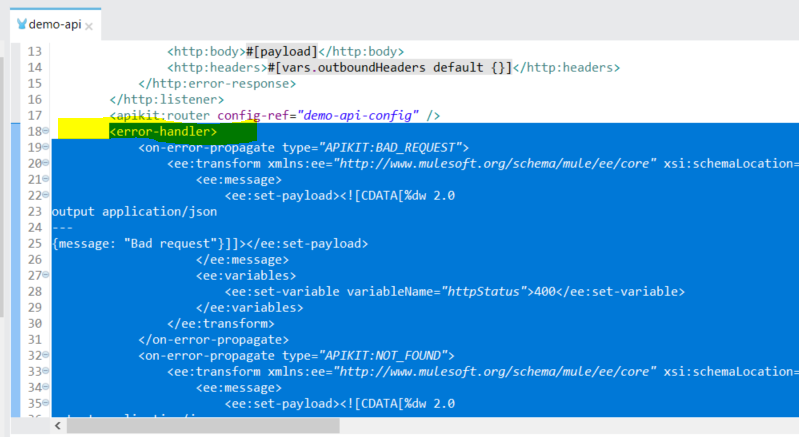 demo-api
13 <http:body>#[payload]</http:body>
14 <http:headers>#[vars.outboundHeaders default {}]</http:headers>
15 </http:error-response>
16 </http:listener>
17 <apikit:router config-ref="demo-api-config" />
18 <error-handler>
19 <on-error-propagate type="APIKIT:BAD_REQUEST">
20 <ee:transform xmlns:ee="http://www.mulesoft.org/schema/mule/ee/core" xsi:schemaLocation=
21 <ee:message>
22 <ee:set-payload><![CDATA[%dw 2.0
23 output application/json
24 ---
25 {message: "Bad request"}]]></ee:set-payload>
26 </ee:message>
27 <ee:variables>
28 <ee:set-variable variableName="httpStatus">400</ee:set-variable>
29 </ee:variables>
30 </ee:transform>
31 </on-error-propagate>
32 <on-error-propagate type="APIKIT:NOT_FOUND">
33 <ee:transform xmlns:ee="http://www.mulesoft.org/schema/mule/ee/core" xsi:schemaLocation=
34 <ee:message>
35 <ee:set-payload><![CDATA[%dw 2.0